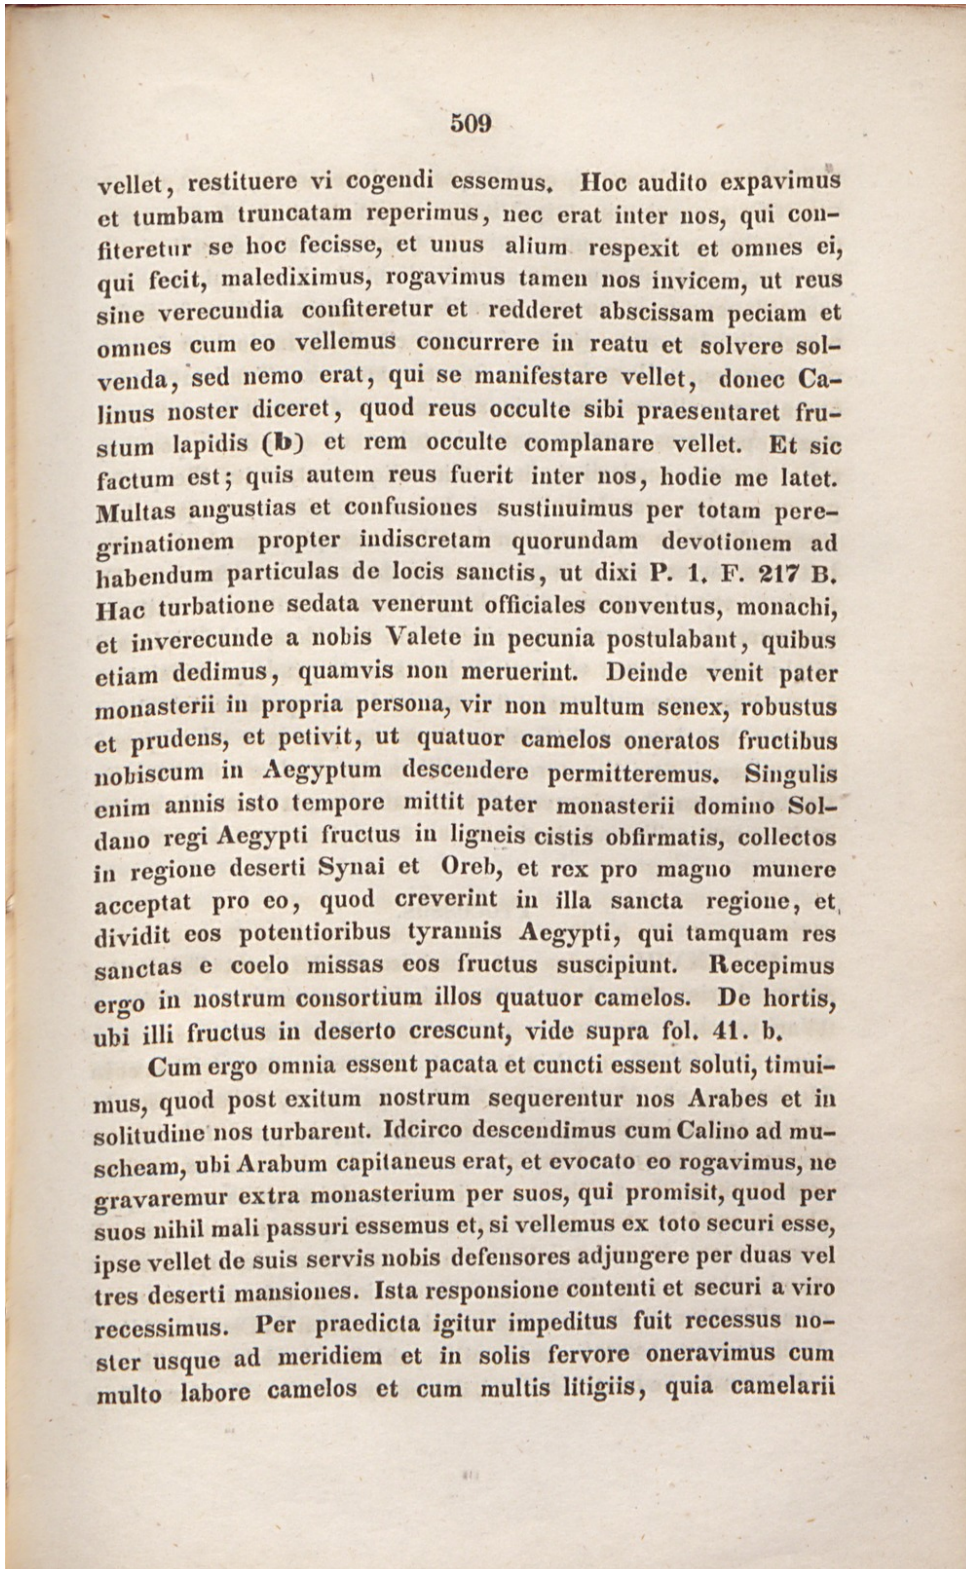 509
vellet, restituere vi cogendi essemus. Hoc audito expavimus
et tumbam truncatam reperimus, nec erat inter nos, qui con-
fiteretur se hoc fecisse, et unus alium respexit et omnes ei,
qui fecit, malediximus, rogavimus tamen nos invicem, ut reus
sine verecundia confiteretur et redderet abscissam peciam et
omnes cum eo vellemus concurrere in reatu et solvere sol-
venda, sed nemo erat, qui se manifestare vellet, donec Ca-
linus noster diceret, quod reus occulte sibi praesentaret fru-
stum lapidis (b) et rem occulte complanare vellet. Et sic
factum est; quis autem reus fuerit inter nos, hodie me latet.
Multas angustias et confusiones sustinuimus per totam pere-
grinationem propter indiscretam quorundam devotionem ad
habendum particulas de locis sanctis, ut dixi P. 1. F. 217 B.
Hac turbatione sedata venerunt officiales conventus, monachi,
et inverecunde a nobis Valete in pecunia postulabant, quibus
etiam dedimus, quamvis non meruerint. Deinde venit pater
monasterii in propria persona, vir non multum senex, robustus
et prudens, et petivit, ut quatuor camelos oneratos fructibus
nobiscum in Aegyptum descendere permitteremus. Singulis
enim annis isto tempore mittit pater monasterii domino Sol-
dano regi Aegypti fructus in ligneis cistis obfirmatis, collectos
in regione deserti Synai et Oreb, et rex pro magno munere
acceptat pro eo, quod creverint in illa sancta regione, et
dividit eos potentioribus tyrannis Aegypti, qui tamquam res
sanctas e coelo missas eos fructus suscipiunt. Recepimus
ergo in nostrum consortium illos quatuor camelos. De hortis,
ubi illi fructus in deserto crescunt, vide supra fol. 41. b.
Cum ergo omnia essent pacata et cuncti essent soluti, timui-
mus, quod post exitum nostrum sequerentur nos Arabes et in
solitudine nos turbarent. Idcirco descendimus cum Calino ad mu-
scheam, ubi Arabum capitaneus erat, et evocato eo rogavimus, ne
gravaremur extra monasterium per suos, qui promisit, quod per
suos nihil mali passuri essemus et, si vellemus ex toto securi esse,
ipse vellet de suis servis nobis defensores adjungere per duas vel
tres deserti mansiones. Ista responsione contenti et securi a viro
recessimus. Per praedicta igitur impeditus fuit recessus no-
ster usque ad meridiem et in solis fervore oneravimus cum
multo labore camelos et cum multis litigiis, quia camelarii